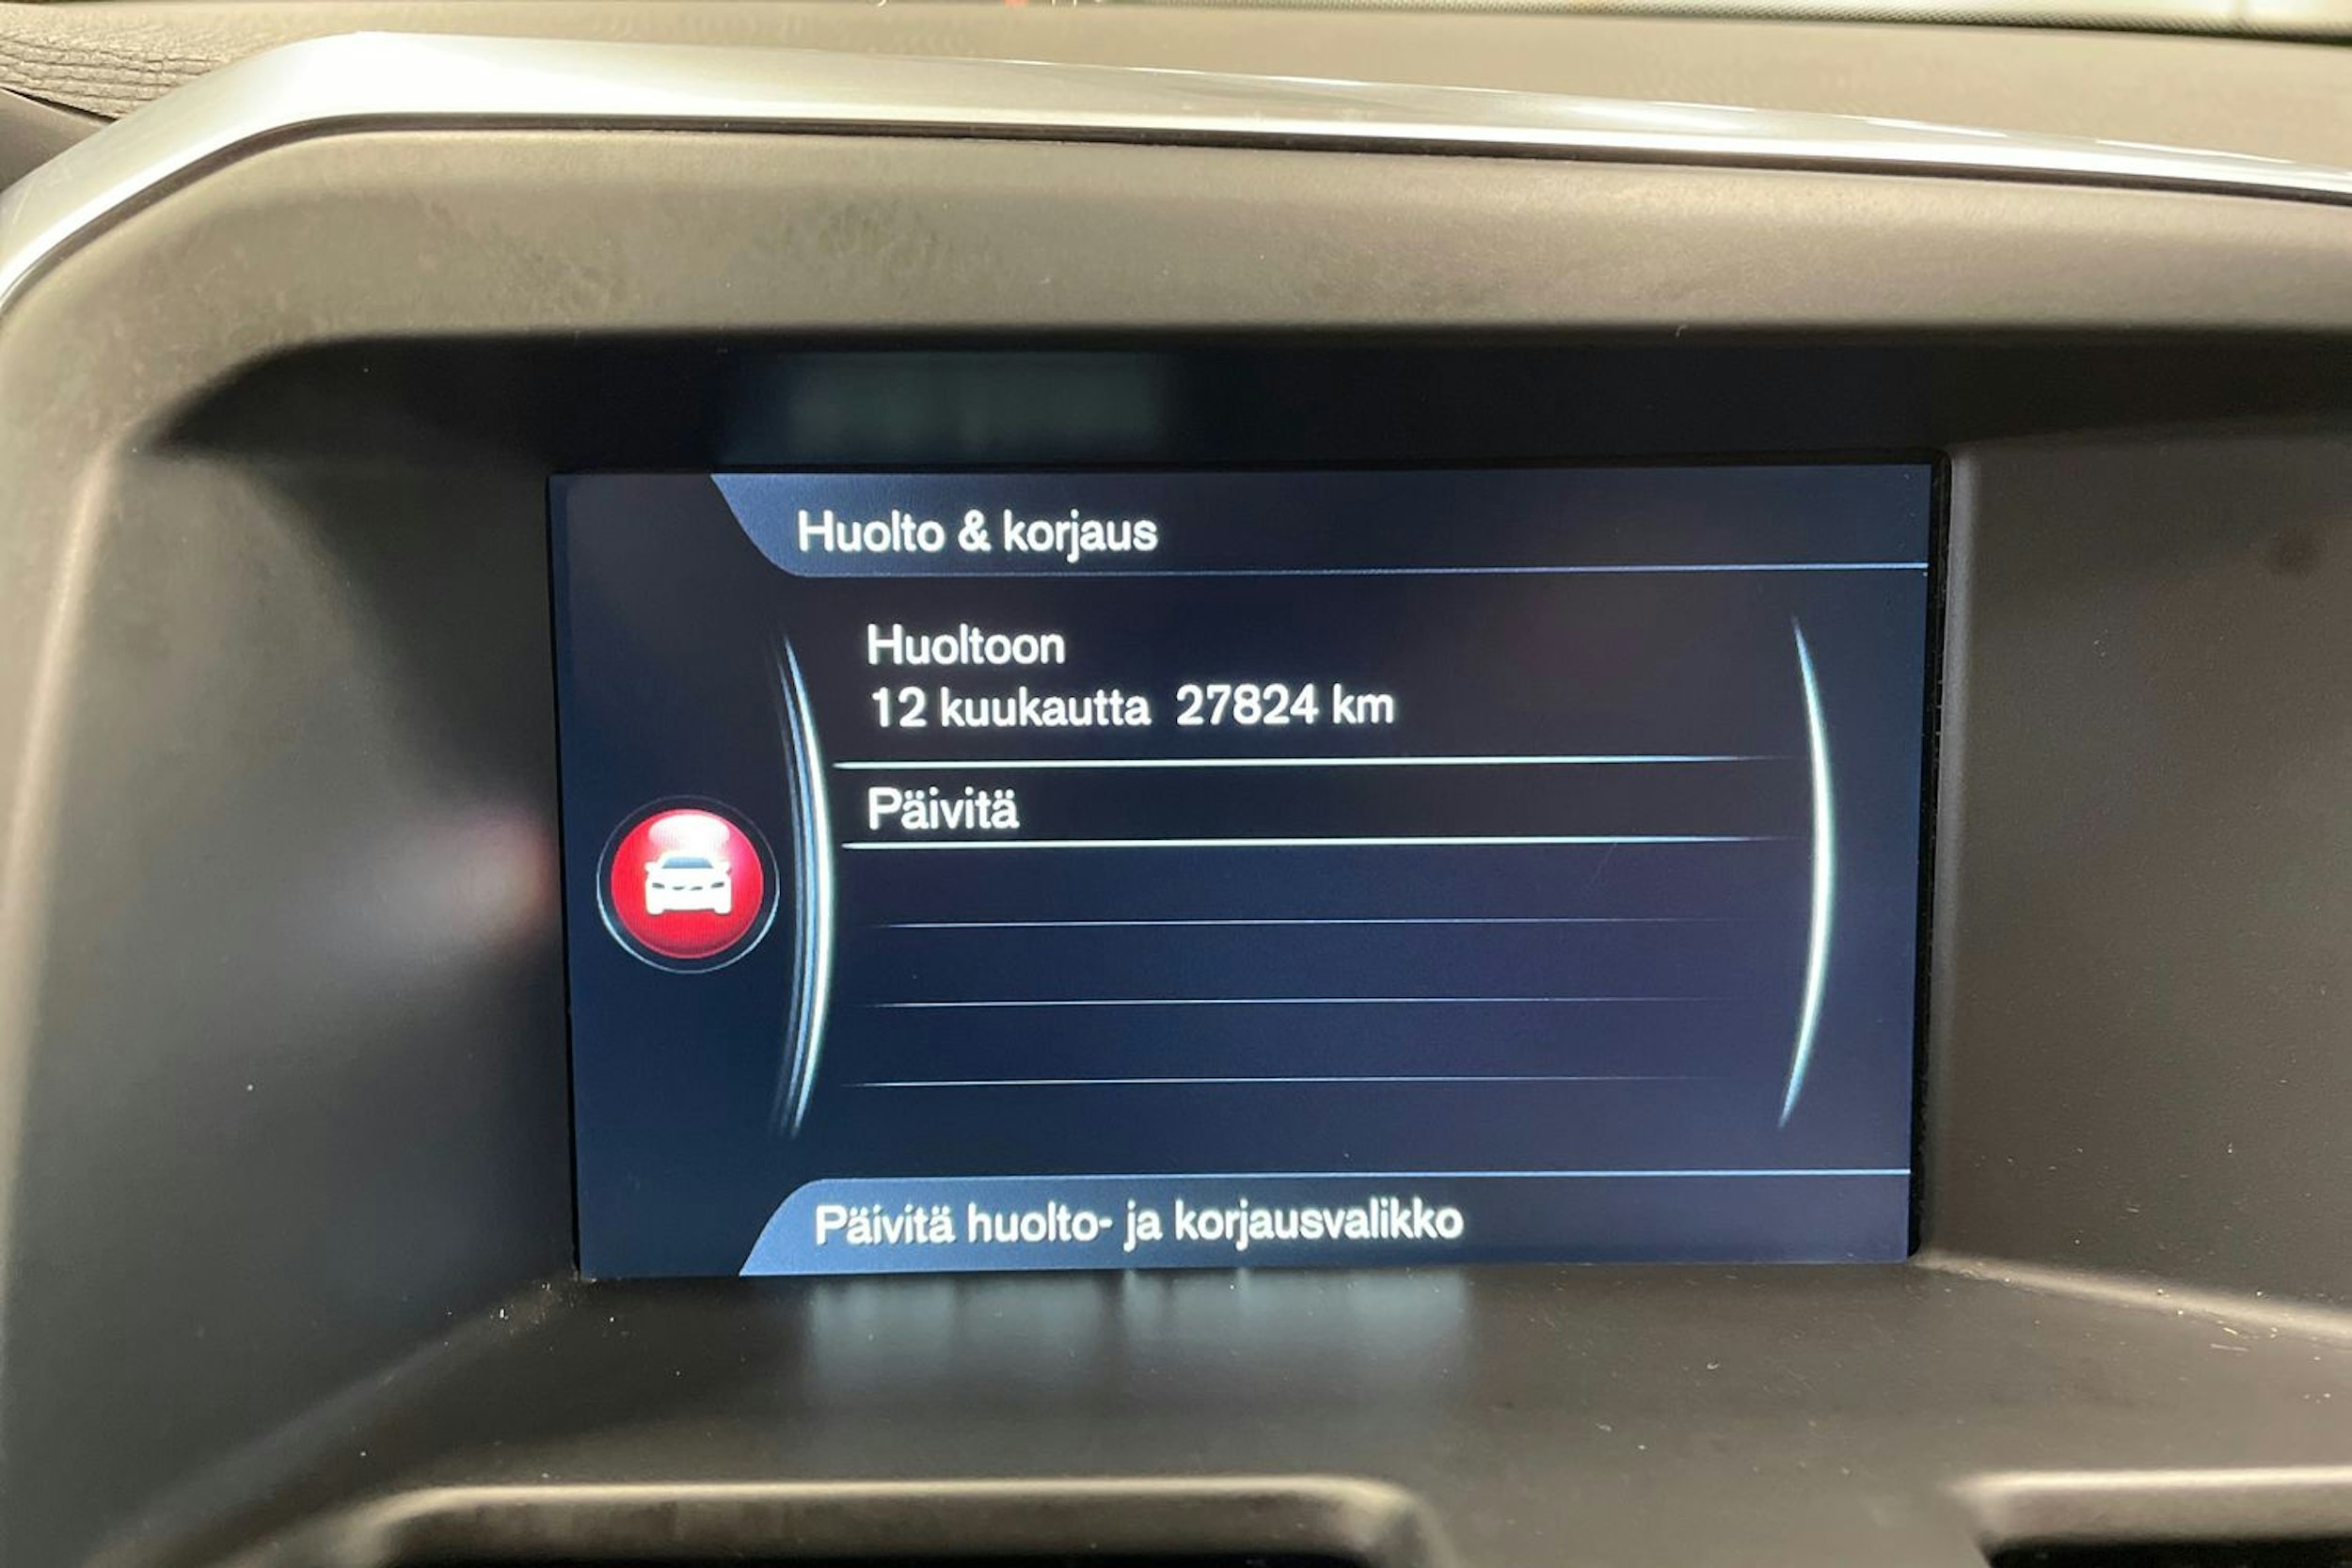 Huolto & korjaus
Huoltoon
12 kuukautta 27824 km
Päivitä
Päivitä huolto- ja korjausvalikko